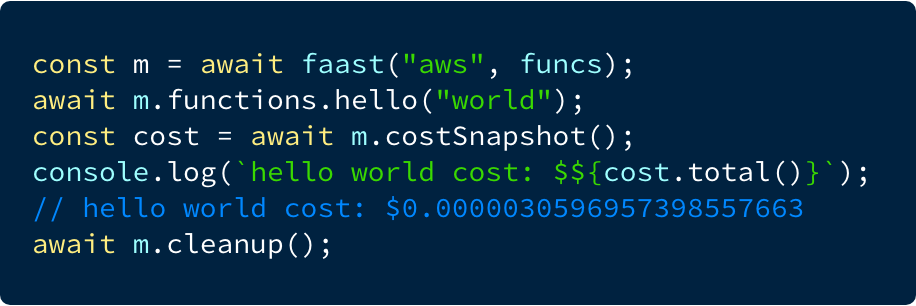 const m = await faast("aws", funcs);
await m.functions.hello("world");
const cost = await m.costSnapshot();
console.log(`hello world cost: $${cost.total()}`);
// hello world cost: $0.0000030596957398557663
await m.cleanup();